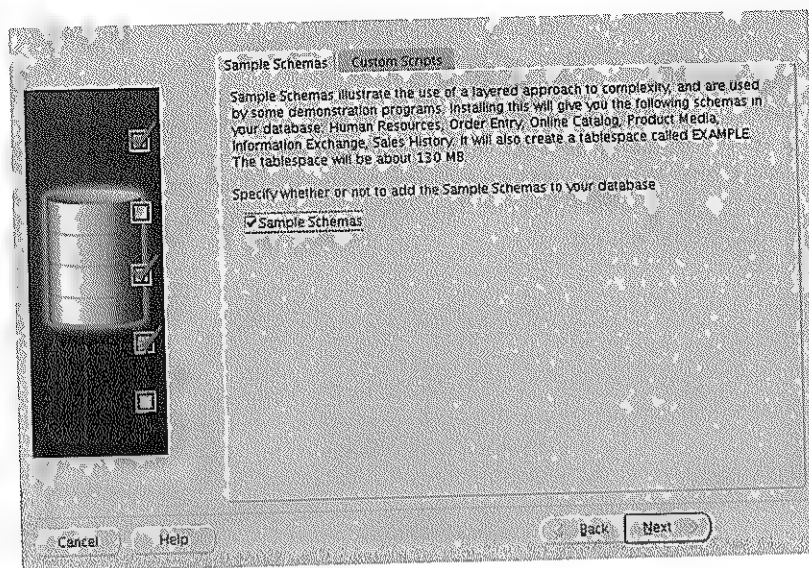 Sample Schemas Custom Scripts
Sample Schemas illustrate the use of a layered approach to complexity, and are used
by some demonstration programs. Installing this will give you the following schemas in
your database: Human Resources, Order Entry, Online Catalog, Product Media,
Information Exchange, Sales History. It will also create a tablespace called EXAMPLE.
The tablespace will be about 130 MB.
Specify whether or not to add the Sample Schemas to your database
Sample Schemas
Cancel Help Back Next